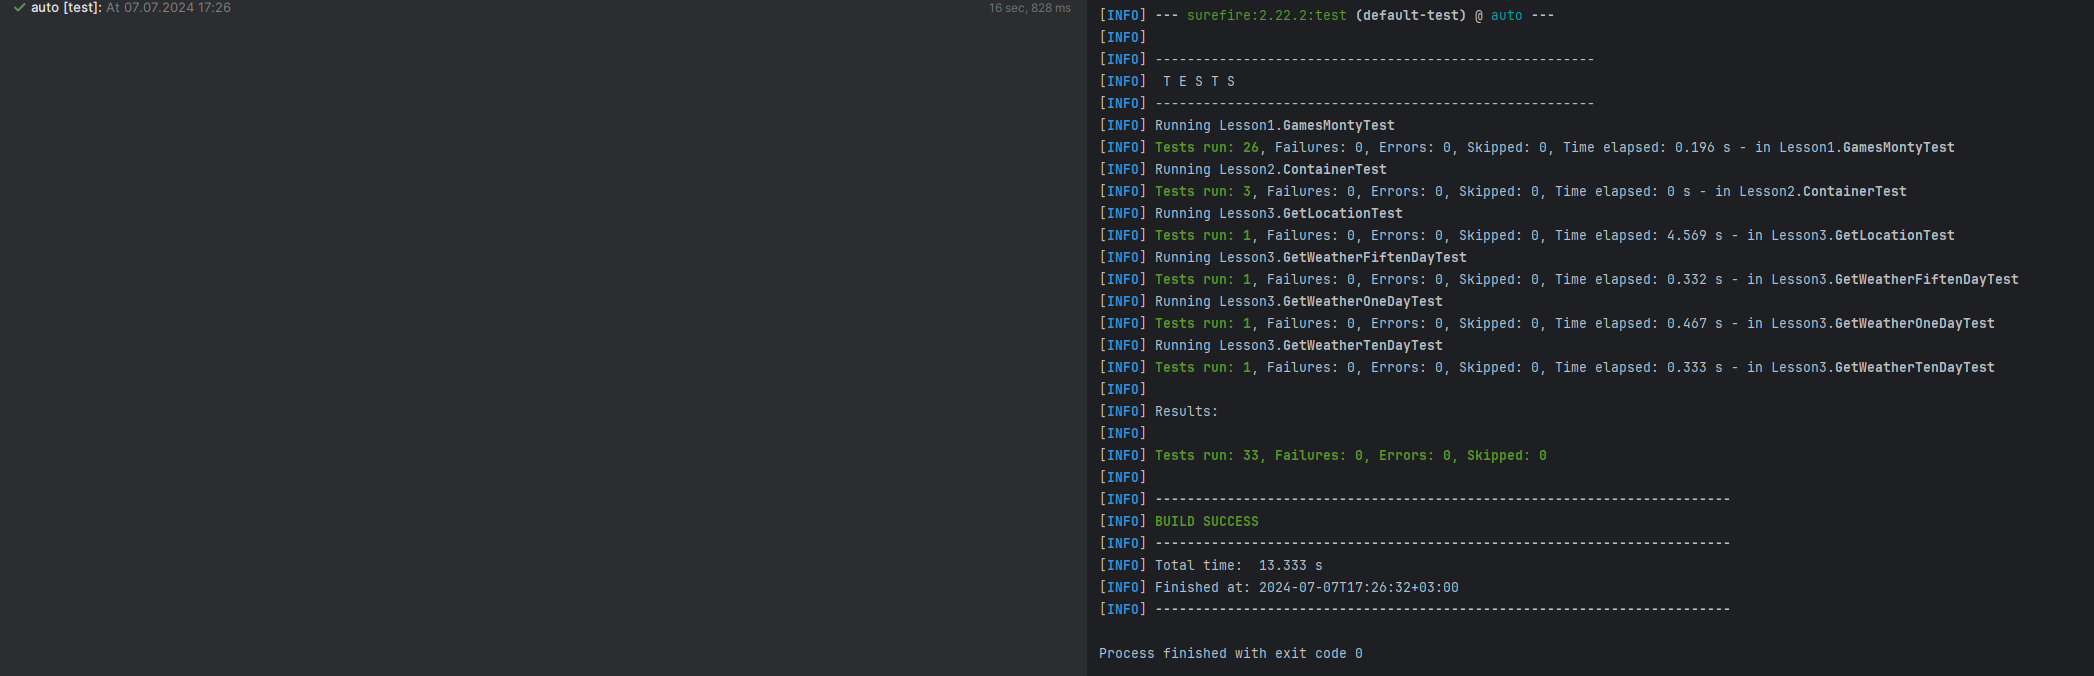 auto [test]: At 07.07.2024 17:26 16 sec, 828 ms
[INFO] --- surefire:2.22.2:test (default-test) @ auto ---
[INFO]
[INFO] -------------------------------------------------------
[INFO]  T E S T S
[INFO] -------------------------------------------------------
[INFO] Running Lesson1.GamesMontyTest
[INFO] Tests run: 26, Failures: 0, Errors: 0, Skipped: 0, Time elapsed: 0.196 s - in Lesson1.GamesMontyTest
[INFO] Running Lesson2.ContainerTest
[INFO] Tests run: 3, Failures: 0, Errors: 0, Skipped: 0, Time elapsed: 0 s - in Lesson2.ContainerTest
[INFO] Running Lesson3.GetLocationTest
[INFO] Tests run: 1, Failures: 0, Errors: 0, Skipped: 0, Time elapsed: 4.569 s - in Lesson3.GetLocationTest
[INFO] Running Lesson3.GetWeatherFiftenDayTest
[INFO] Tests run: 1, Failures: 0, Errors: 0, Skipped: 0, Time elapsed: 0.332 s - in Lesson3.GetWeatherFiftenDayTest
[INFO] Running Lesson3.GetWeatherOneDayTest
[INFO] Tests run: 1, Failures: 0, Errors: 0, Skipped: 0, Time elapsed: 0.467 s - in Lesson3.GetWeatherOneDayTest
[INFO] Running Lesson3.GetWeatherTenDayTest
[INFO] Tests run: 1, Failures: 0, Errors: 0, Skipped: 0, Time elapsed: 0.333 s - in Lesson3.GetWeatherTenDayTest
[INFO]
[INFO] Results:
[INFO]
[INFO] Tests run: 33, Failures: 0, Errors: 0, Skipped: 0
[INFO]
[INFO] ------------------------------------------------------------------------
[INFO] BUILD SUCCESS
[INFO] ------------------------------------------------------------------------
[INFO] Total time:  13.333 s
[INFO] Finished at: 2024-07-07T17:26:32+03:00
[INFO] ------------------------------------------------------------------------
Process finished with exit code 0